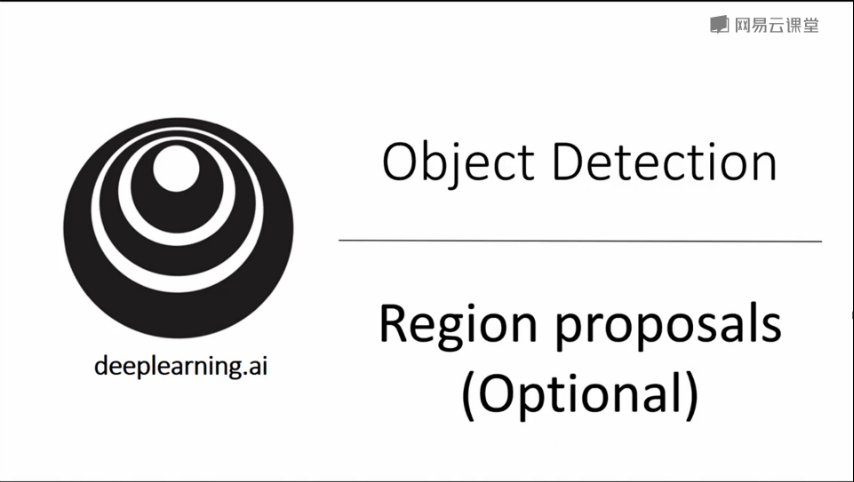 网易云课堂
Object Detection
Region proposals
(Optional)
deeplearning.ai